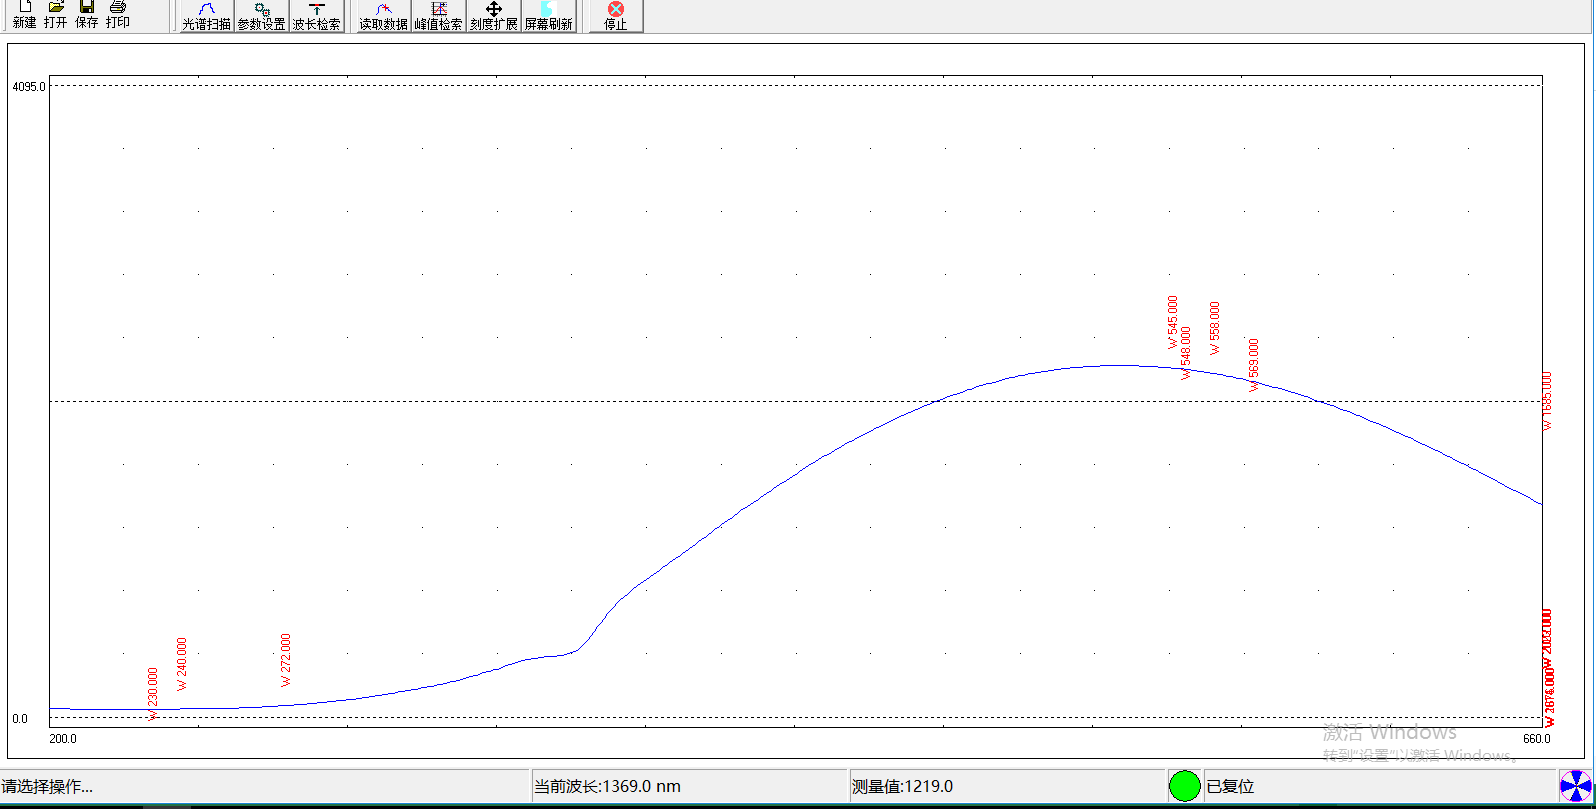 新建 打开 保存 打印 光谱扫描 参数设置 波长检索 读取数据 峰值检索 刻度扩展 屏幕刷新 停止
4095.0
W 545.000
W 558.000
W 548.000
W 569.000
W 1685.000
W 240.000
W 272.000
W 230.000
0.0
200.0
660.0
激活 Windows
转到"设置"以激活 Windows。
请选择操作... 当前波长:1369.0 nm 测量值:1219.0 已复位